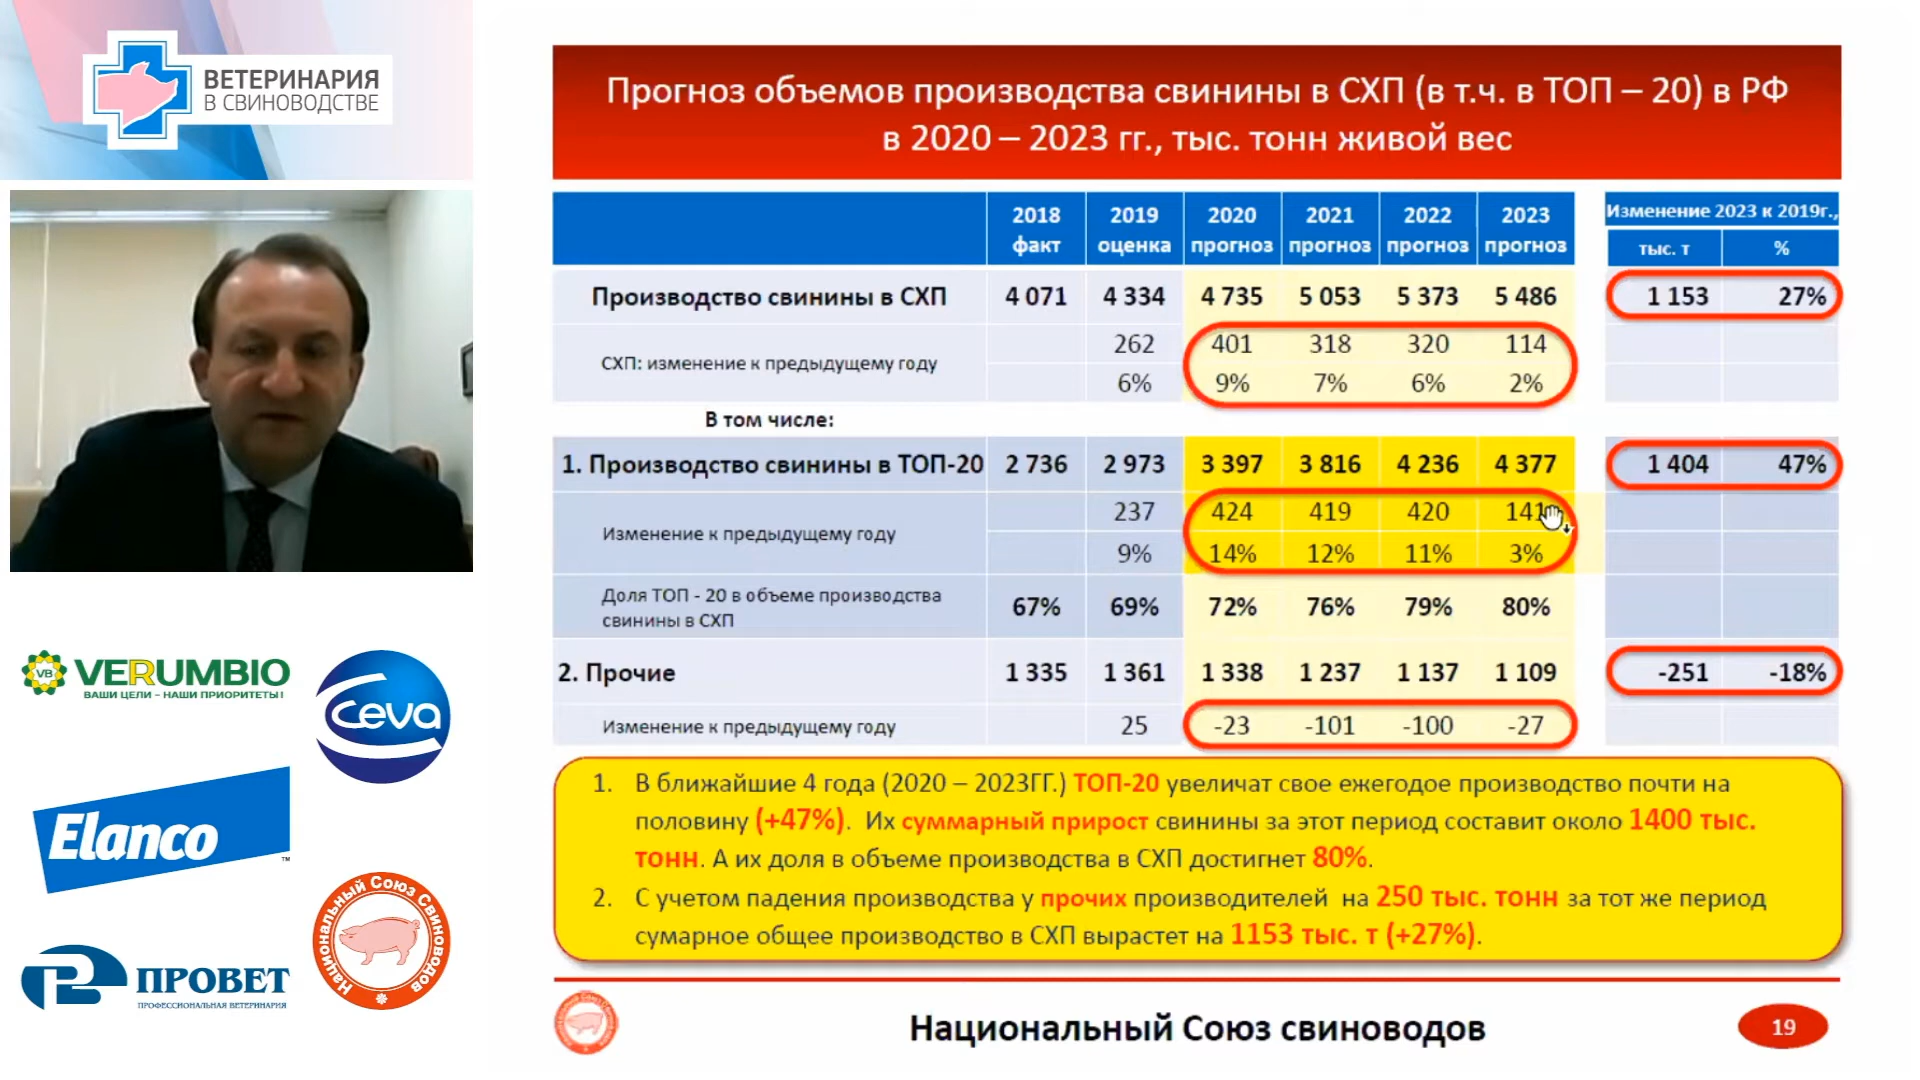 ВЕТЕРИНАРИЯ
В СВИНОВОДСТВЕ
VERUMBIO
VB
ВАШИ ЦЕЛИ – НАШИ ПРИОРИТЕТЫ!
Ceva
Elanco
™
Национальный Союз Свиноводов
ПРОВЕТ
ПРОФЕССИОНАЛЬНАЯ ВЕТЕРИНАРИЯ
Прогноз объемов производства свинины в СХП (в т.ч. в ТОП – 20) в РФ
в 2020 – 2023 гг., тыс. тонн живой вес
2018 2019 2020 2021 2022 2023
факт оценка прогноз прогноз прогноз прогноз
Изменение 2023 к 2019г.,
тыс. т %
Производство свинины в СХП 4 071 4 334 4 735 5 053 5 373 5 486 1 153 27%
262 401 318 320 114
СХП: изменение к предыдущему году
6% 9% 7% 6% 2%
В том числе:
1. Производство свинины в ТОП-20 2 736 2 973 3 397 3 816 4 236 4 377 1 404 47%
237 424 419 420 141
Изменение к предыдущему году
9% 14% 12% 11% 3%
Доля ТОП - 20 в объеме производства
свинины в СХП
67% 69% 72% 76% 79% 80%
2. Прочие 1 335 1 361 1 338 1 237 1 137 1 109 -251 -18%
Изменение к предыдущему году 25 -23 -101 -100 -27
1. В ближайшие 4 года (2020 – 2023ГГ.) ТОП-20 увеличат свое ежегодое производство почти на
половину (+47%). Их суммарный прирост свинины за этот период составит около 1400 тыс.
тонн. А их доля в объеме производства в СХП достигнет 80%.
2. С учетом падения производства у прочих производителей на 250 тыс. тонн за тот же период
сумарное общее производство в СХП вырастет на 1153 тыс. т (+27%).
Национальный Союз свиноводов
19